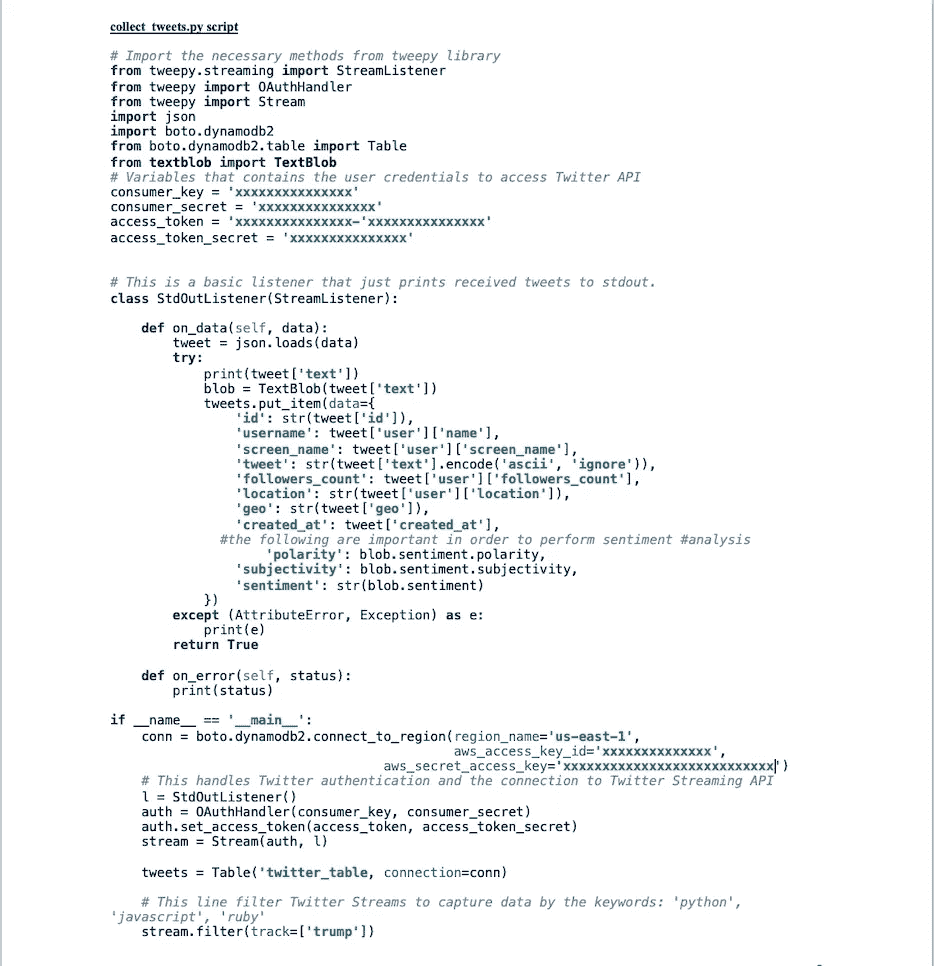 collect_tweets.py script
# Import the necessary methods from tweepy library
from tweepy.streaming import StreamListener
from tweepy import OAuthHandler
from tweepy import Stream
import json
import boto.dynamodb2
from boto.dynamodb2.table import Table
from textblob import TextBlob
# Variables that contains the user credentials to access Twitter API
consumer_key = 'xxxxxxxxxxxxxxx'
consumer_secret = 'xxxxxxxxxxxxxxx'
access_token = 'xxxxxxxxxxxxxxx-'xxxxxxxxxxxxxxx'
access_token_secret = 'xxxxxxxxxxxxxxx'
# This is a basic listener that just prints received tweets to stdout.
class StdOutListener(StreamListener):
    def on_data(self, data):
        tweet = json.loads(data)
        try:
            print(tweet['text'])
            blob = TextBlob(tweet['text'])
            tweets.put_item(data={
                'id': str(tweet['id']),
                'username': tweet['user']['name'],
                'screen_name': tweet['user']['screen_name'],
                'tweet': str(tweet['text'].encode('ascii', 'ignore')),
                'followers_count': tweet['user']['followers_count'],
                'location': str(tweet['user']['location']),
                'geo': str(tweet['geo']),
                'created_at': tweet['created_at'],
              #the following are important in order to perform sentiment #analysis
                    'polarity': blob.sentiment.polarity,
                'subjectivity': blob.sentiment.subjectivity,
                'sentiment': str(blob.sentiment)
            })
        except (AttributeError, Exception) as e:
            print(e)
        return True
    def on_error(self, status):
        print(status)
if __name__ == '__main__':
    conn = boto.dynamodb2.connect_to_region(region_name='us-east-1',
                                            aws_access_key_id='xxxxxxxxxxxxxx',
                                   aws_secret_access_key='xxxxxxxxxxxxxxxxxxxxxxxxxxx')
    # This handles Twitter authentication and the connection to Twitter Streaming API
    l = StdOutListener()
    auth = OAuthHandler(consumer_key, consumer_secret)
    auth.set_access_token(access_token, access_token_secret)
    stream = Stream(auth, l)
    tweets = Table('twitter_table, connection=conn)
    # This line filter Twitter Streams to capture data by the keywords: 'python',
'javascript', 'ruby'
    stream.filter(track=['trump'])